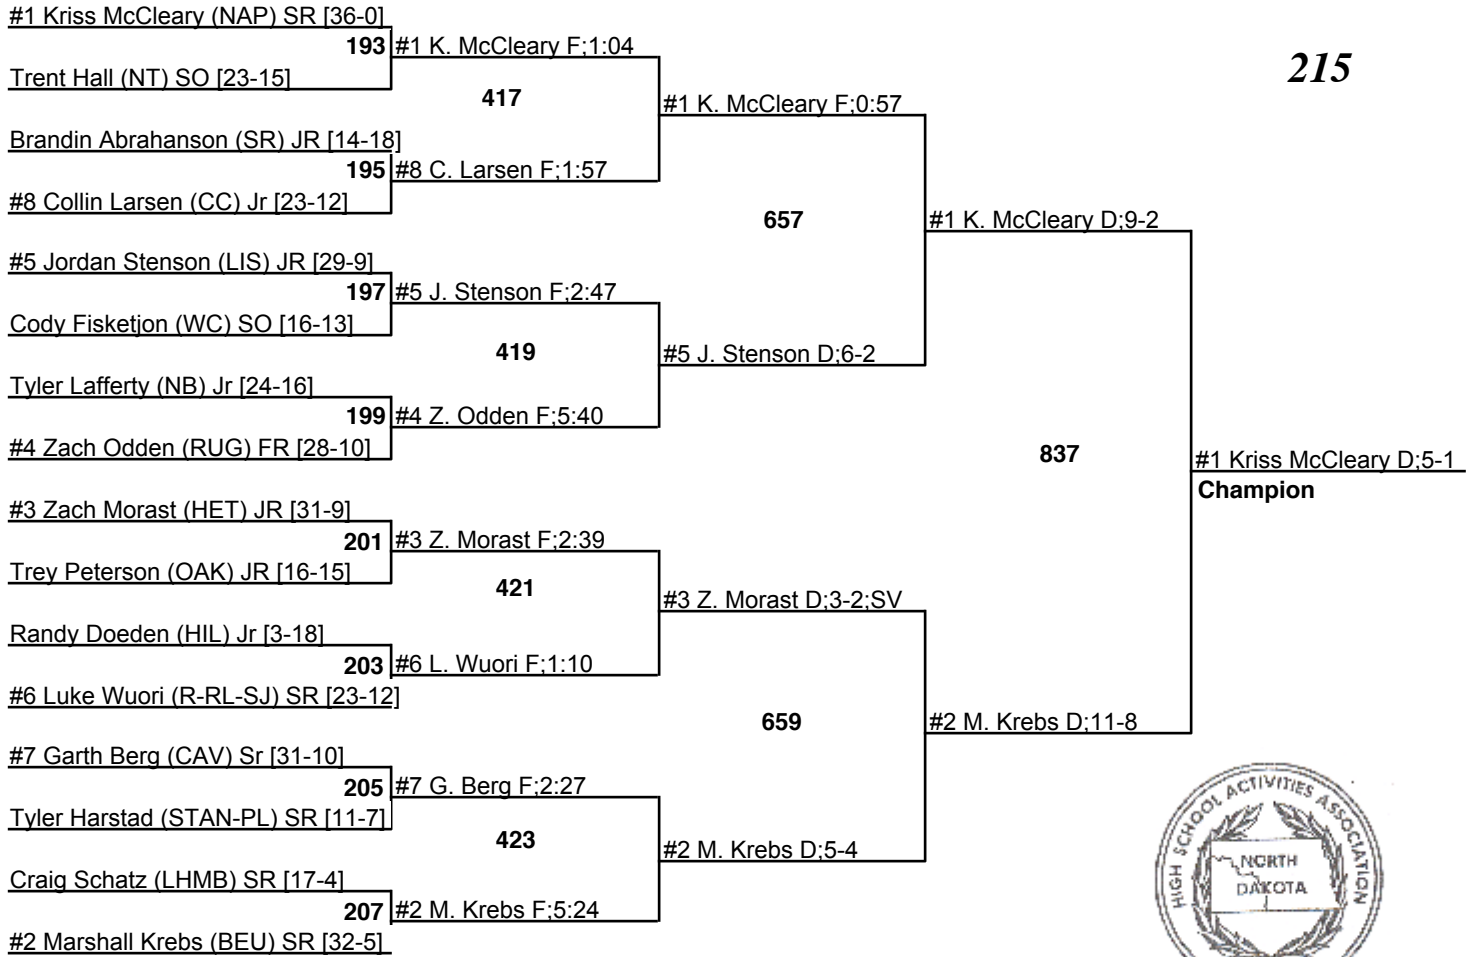 #1 Kriss McCleary (NAP) SR [36-0]
193 #1 K. McCleary F;1:04
215
Trent Hall (NT) SO [23-15]
417
#1 K. McCleary F;0:57
Brandin Abrahanson (SR) JR [14-18]
195 #8 C. Larsen F;1:57
#8 Collin Larsen (CC) Jr [23-12]
657
#1 K. McCleary D;9-2
#5 Jordan Stenson (LIS) JR [29-9]
197 #5 J. Stenson F;2:47
Cody Fisketjon (WC) SO [16-13]
419
#5 J. Stenson D;6-2
Tyler Lafferty (NB) Jr [24-16]
199 #4 Z. Odden F;5:40
#4 Zach Odden (RUG) FR [28-10]
837
#1 Kriss McCleary D;5-1
Champion
#3 Zach Morast (HET) JR [31-9]
201 #3 Z. Morast F;2:39
Trey Peterson (OAK) JR [16-15]
421
#3 Z. Morast D;3-2;SV
Randy Doeden (HIL) Jr [3-18]
203 #6 L. Wuori F;1:10
#6 Luke Wuori (R-RL-SJ) SR [23-12]
659
#2 M. Krebs D;11-8
#7 Garth Berg (CAV) Sr [31-10]
205 #7 G. Berg F;2:27
Tyler Harstad (STAN-PL) SR [11-7]
423
#2 M. Krebs D;5-4
Craig Schatz (LHMB) SR [17-4]
207 #2 M. Krebs F;5:24
#2 Marshall Krebs (BEU) SR [32-5]
HIGH SCHOOL ACTIVITIES ASSOCIATION
NORTH
DAKOTA